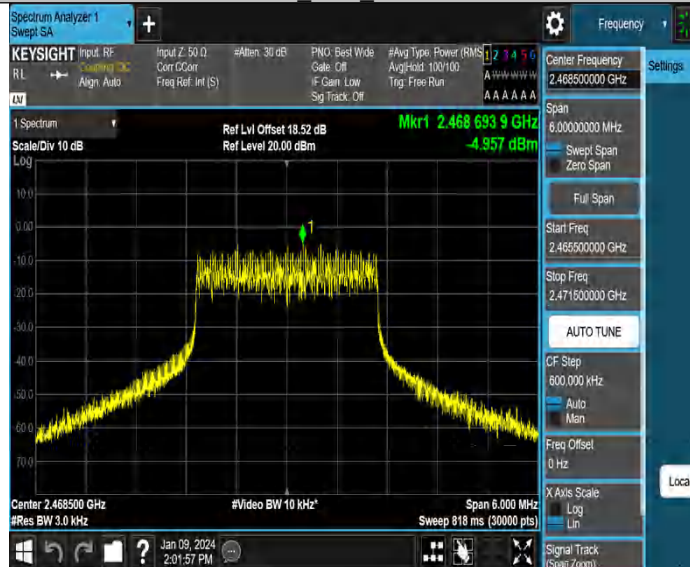 Spectrum Analyzer 1
Swept SA
Frequency
KEYSIGHT
RL
Input: RF
Coupling: DC
Align: Auto
Input Z: 50 Ω
Corr CCorr
Freq Ref: Int (S)
#Atten: 30 dB
PNO: Best Wide
Gate: Off
IF Gain: Low
Sig Track: Off
#Avg Type: Power (RMS
Avg|Hold: 100/100
Trig: Free Run
1 2 3 4 5 6
A W W W W W
A A A A A A
LXI
1 Spectrum
Scale/Div 10 dB
Log
Ref Lvl Offset 18.52 dB
Ref Level 20.00 dBm
Mkr1 2.468 693 9 GHz
-4.957 dBm
10.0
0.00
-10.0
-20.0
-30.0
-40.0
-50.0
-60.0
-70.0
1
Center 2.468500 GHz
#Res BW 3.0 kHz
#Video BW 10 kHz*
Span 6.000 MHz
Sweep 818 ms (30000 pts)
Jan 09, 2024
2:01:57 PM
?
Center Frequency
2.468500000 GHz
Span
6.00000000 MHz
Swept Span
Zero Span
Full Span
Start Freq
2.465500000 GHz
Stop Freq
2.471500000 GHz
AUTO TUNE
CF Step
600.000 kHz
Auto
Man
Freq Offset
0 Hz
X Axis Scale
Log
Lin
Signal Track
(Span Zoom)
Settings
Loca